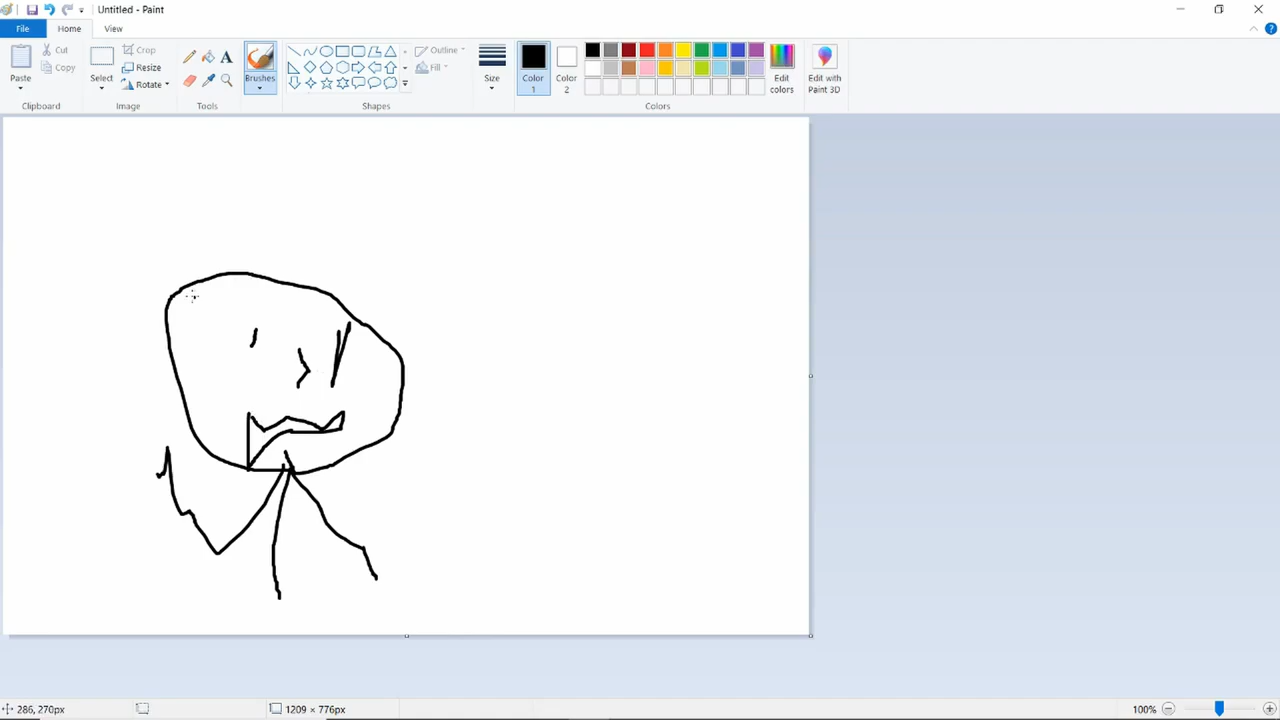 Untitled - Paint
File Home View
Paste Cut Copy Clipboard
Select Crop Resize Rotate Image
A Tools
Brushes
Outline Fill Shapes
Size
Color 1 Color 2 Edit colors Colors
Edit with Paint 3D
286, 270px 1209 × 776px 100%